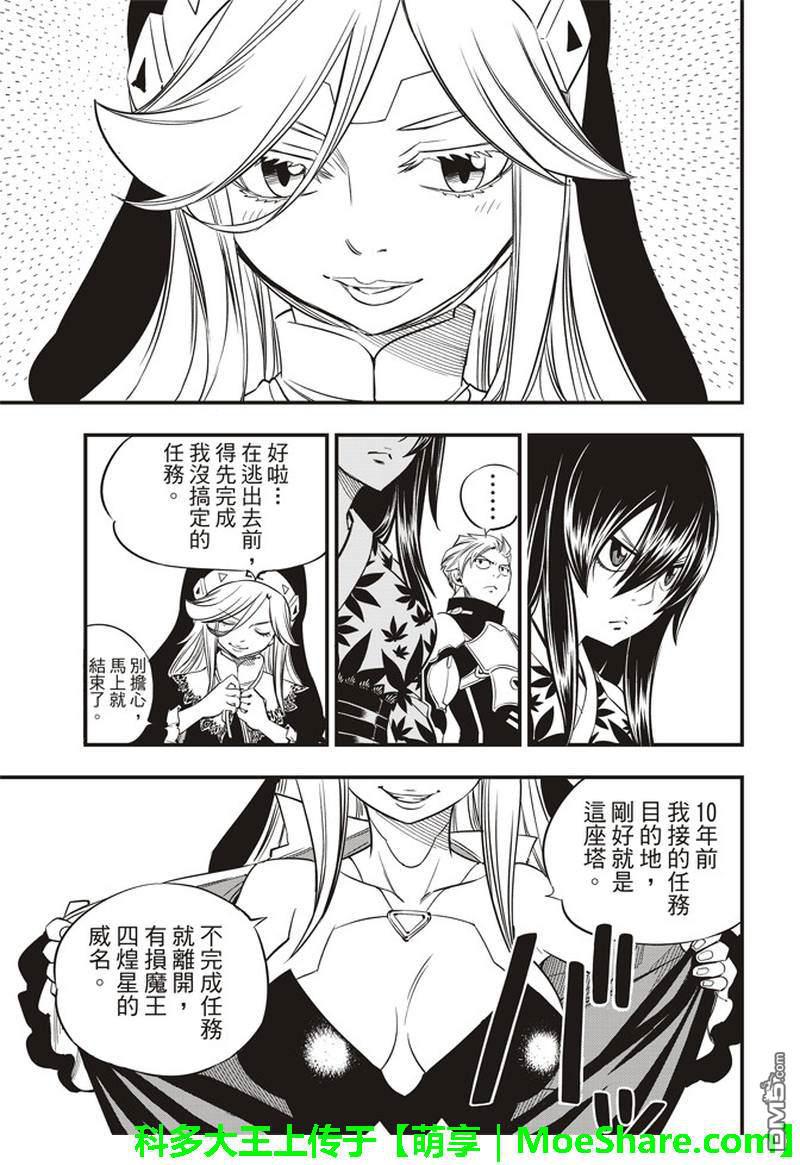 ……
好啦…
在逃出去前，
得先完成
我沒搞定的
任務。
別擔心，
馬上就
結束了。
10年前
我接的任務
目的地，
剛好就是
這座塔。
不完成任務
就離開，
有損魔王
四煌星的
威名。
DM5.com
科多大王上传于【萌享／MoeShare.com】